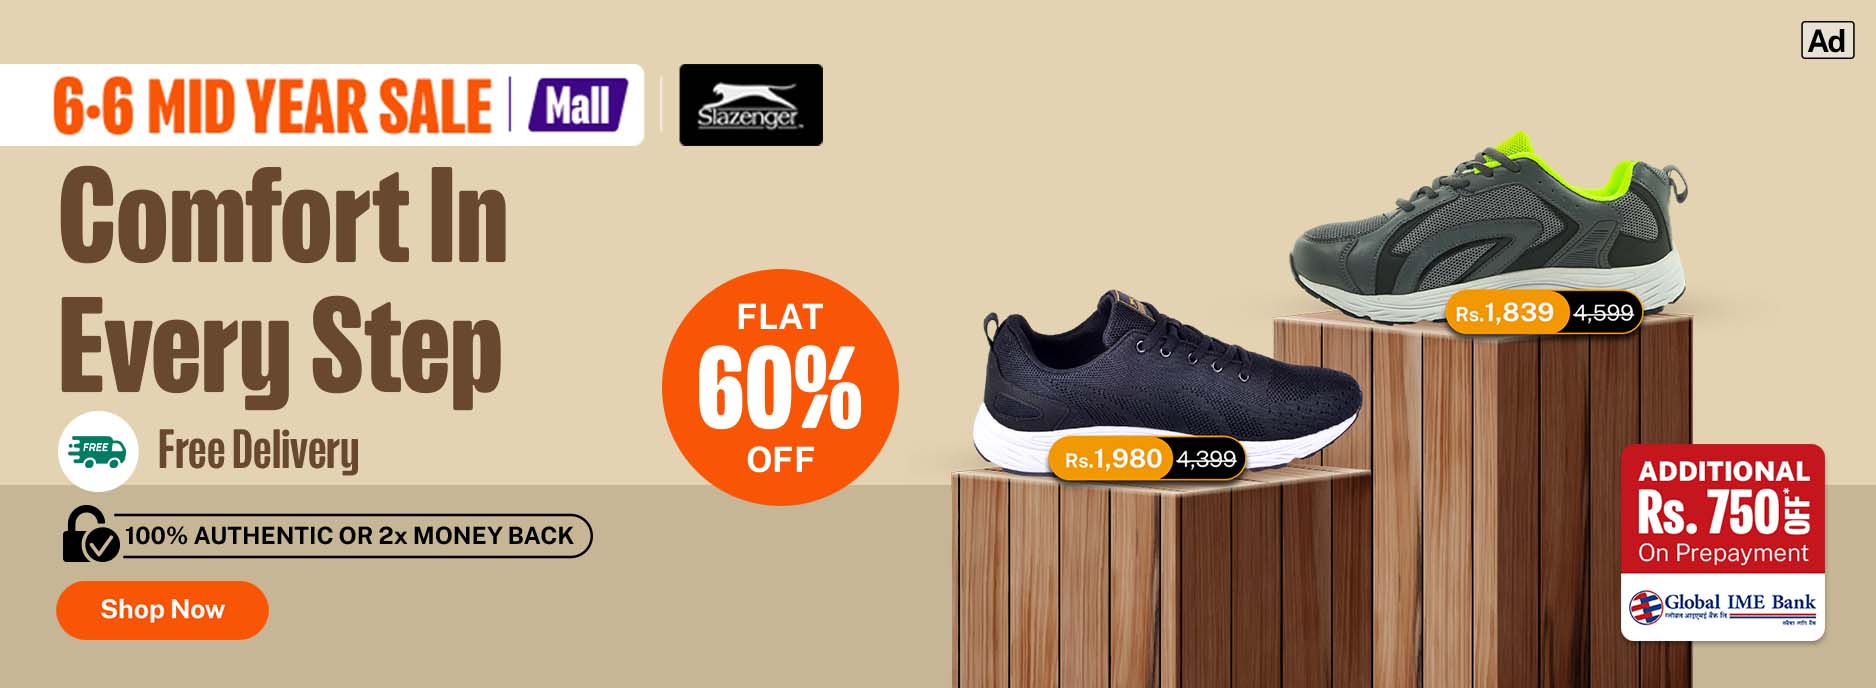 Ad
6.6 MID YEAR SALE Mall Slazenger
Comfort In
Every Step
FREE Free Delivery
100% AUTHENTIC OR 2x MONEY BACK
Shop Now
FLAT
60%
OFF
Rs.1,980 4,399
Rs.1,839 4,599
ADDITIONAL
Rs. 750 OFF*
On Prepayment
Global IME Bank
ग्लोबल आइएमई बैंक लि.